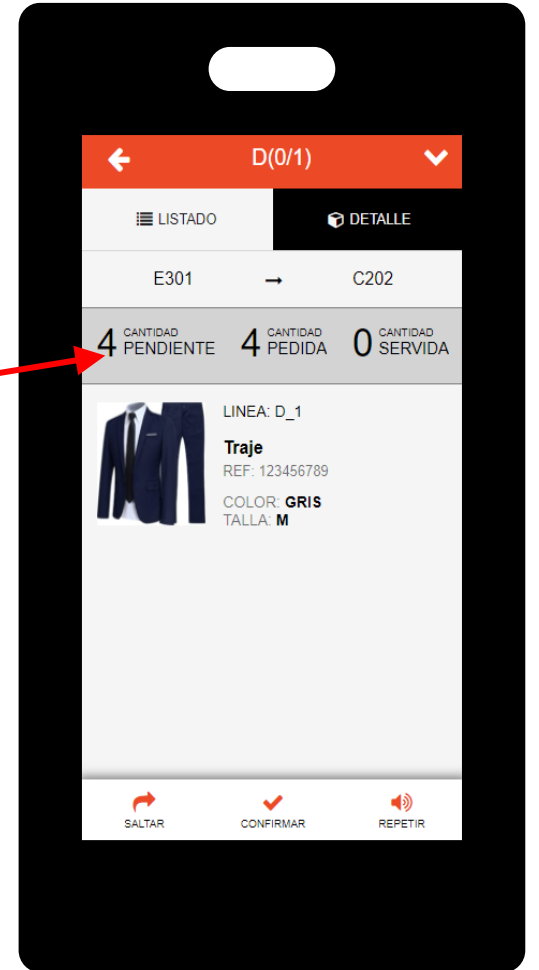 D(0/1)
LISTADO DETALLE
E301 → C202
4 CANTIDAD PENDIENTE 4 CANTIDAD PEDIDA 0 CANTIDAD SERVIDA
LINEA: D_1
Traje
REF: 123456789
COLOR: GRIS
TALLA: M
SALTAR CONFIRMAR REPETIR